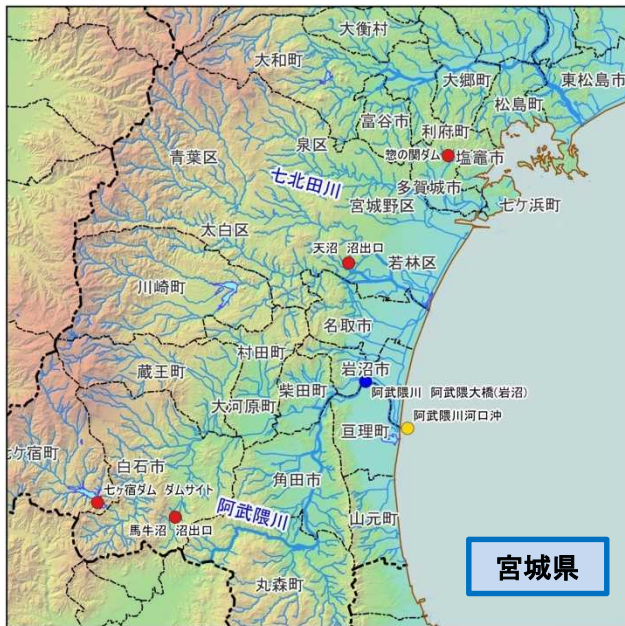 大衡村
大和町
大郷町
東松島市
松島町
富谷市
利府町
泉区
青葉区
惣の関ダム
塩竈市
七北田川
多賀城市
七ケ浜町
宮城野区
太白区
天沼 沼出口
若林区
川崎町
名取市
村田町
岩沼市
蔵王町
柴田町
阿武隈川 阿武隈大橋(岩沼)
大河原町
阿武隈川河口沖
亘理町
七ケ宿町
白石市
角田市
七ケ宿ダム ダムサイト
阿武隈川
山元町
馬牛沼 沼出口
丸森町
宮城県